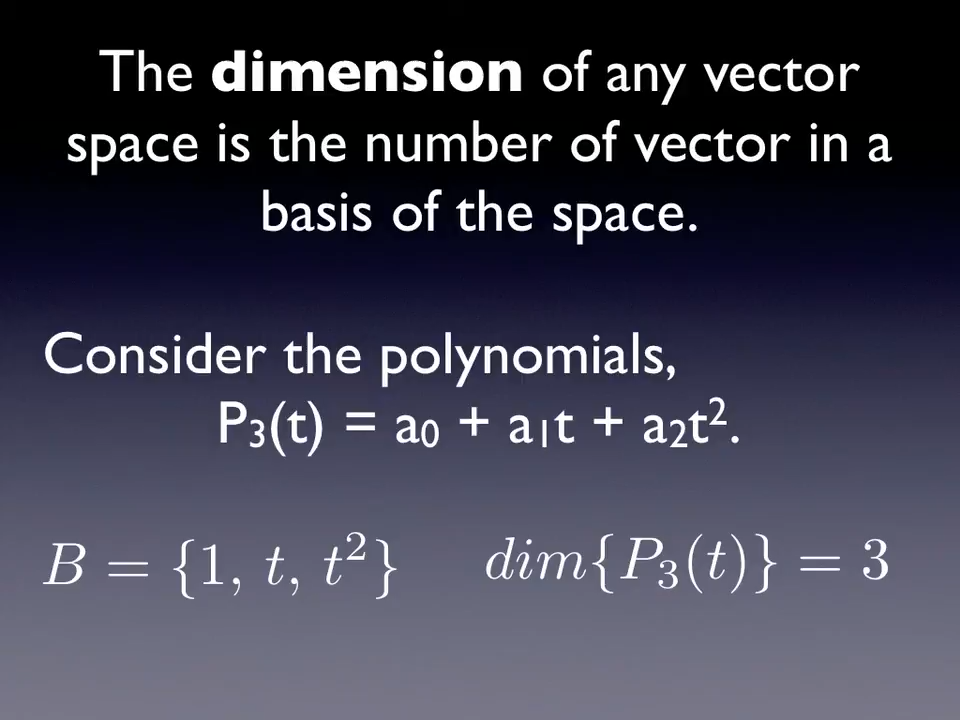 The dimension of any vector
space is the number of vector in a
basis of the space.
Consider the polynomials,
P₃(t) = a₀ + a₁t + a₂t².
B = {1, t, t²} dim{P₃(t)} = 3